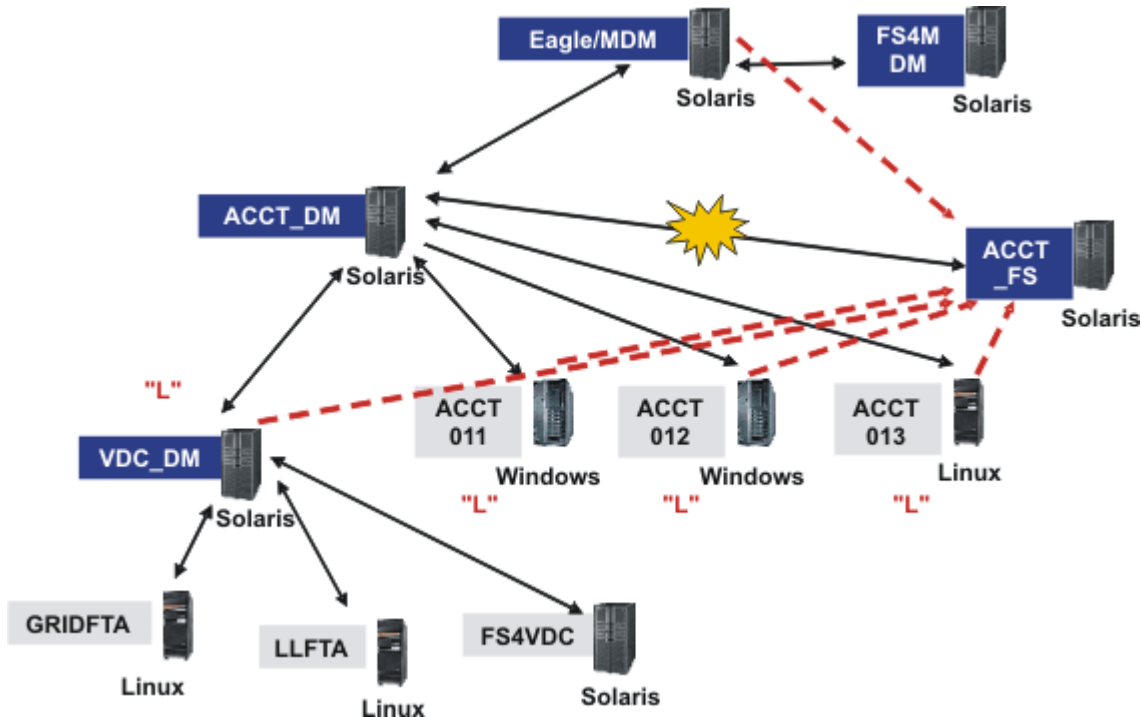 Eagle/MDM
Solaris
FS4M
DM
Solaris
ACCT_DM
Solaris
ACCT
_FS
Solaris
"L"
VDC_DM
Solaris
ACCT
011
Windows
"L"
ACCT
012
Windows
"L"
ACCT
013
Linux
"L"
GRIDFTA
Linux
LLFTA
Linux
FS4VDC
Solaris